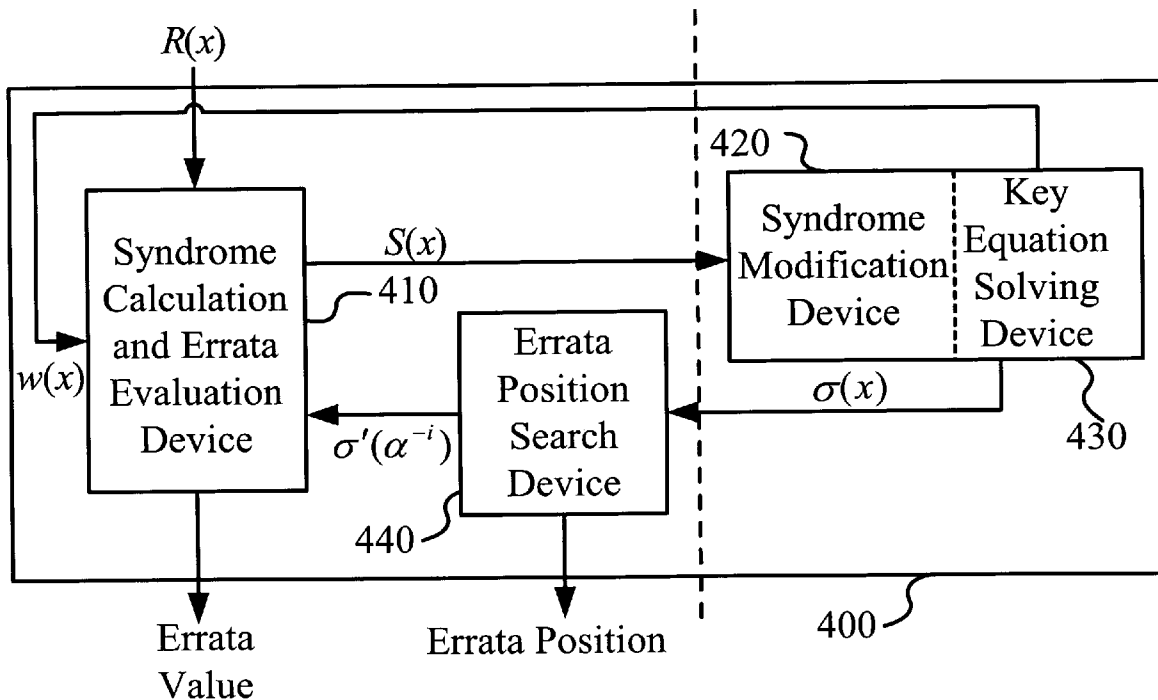 R(x)
420
Syndrome
Calculation
and Errata
Evaluation
Device
S(x)
410
Syndrome
Modification
Device
Key
Equation
Solving
Device
w(x)
Errata
Position
Search
Device
σ(x)
430
σ′(α⁻ⁱ)
440
400
Errata
Value
Errata Position